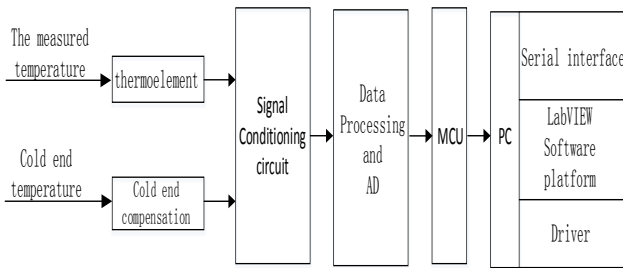 The measured
temperature
thermoelement
Cold end
temperature
Cold end
compensation
Signal
Conditioning
circuit
Data
Processing
and
AD
MCU
PC
Serial interface
LabVIEW
Software
platform
Driver